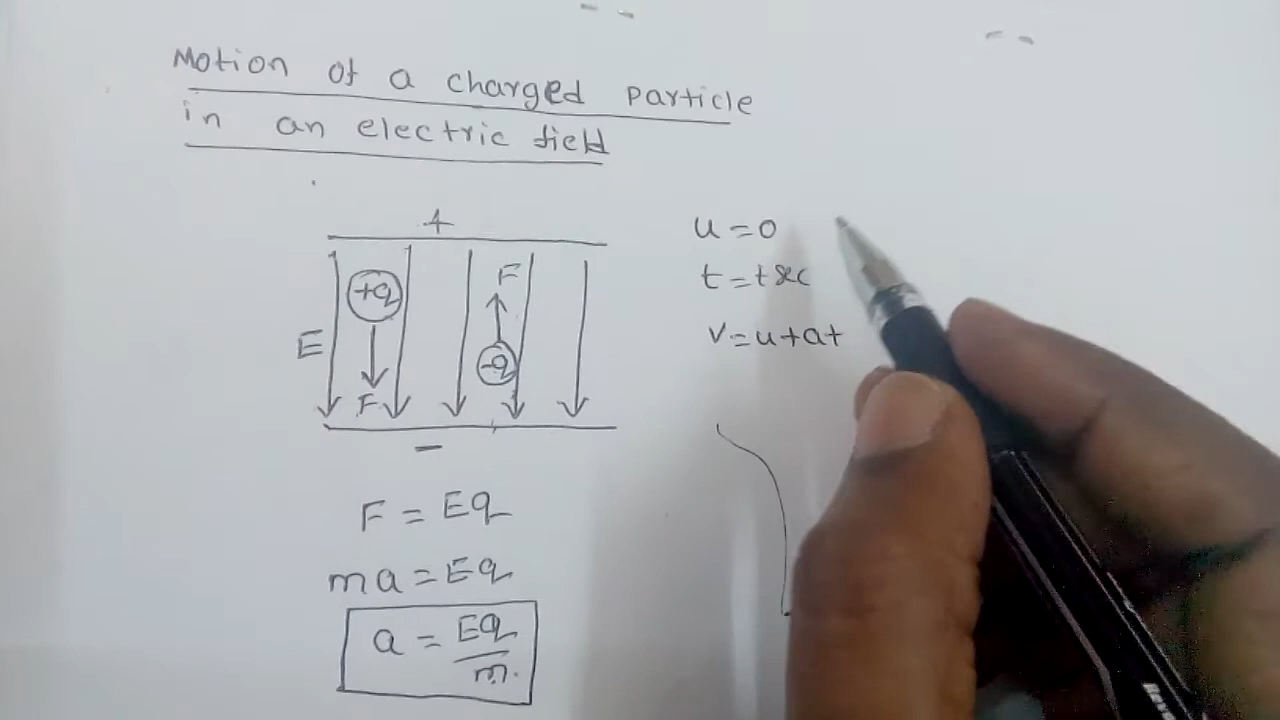 Motion of a charged particle
in an electric field
+
E
+q
F
F
-q
-
F = Eq
ma = Eq
a = Eq/m.
u = 0
t = t sec
v = u + at